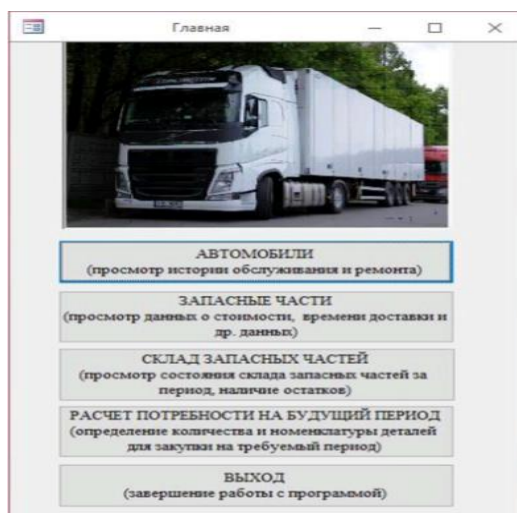 Главная
АВТОМОБИЛИ
(просмотр истории обслуживания и ремонта)
ЗАПАСНЫЕ ЧАСТИ
(просмотр данных о стоимости, времени доставки и
др. данных)
СКЛАД ЗАПАСНЫХ ЧАСТЕЙ
(просмотр состояния склада запасных частей за
период, наличие остатков)
РАСЧЕТ ПОТРЕБНОСТИ НА БУДУЩИЙ ПЕРИОД
(определение количества и номенклатуры деталей
для закупки на требуемый период)
ВЫХОД
(завершение работы с программой)